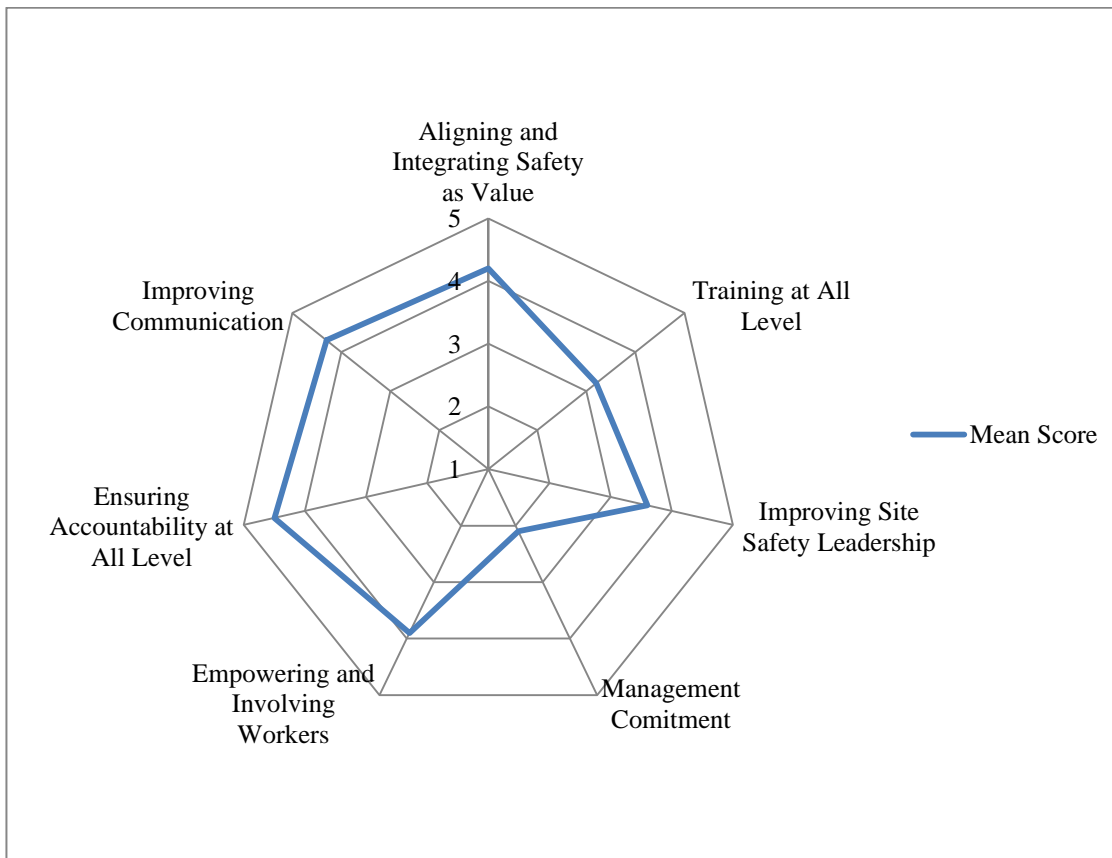 Aligning and
Integrating Safety
as Value
5
4
3
2
1
Training at All
Level
Improving Site
Safety Leadership
Management
Comitment
Empowering and
Involving
Workers
Ensuring
Accountability at
All Level
Improving
Communication
Mean Score